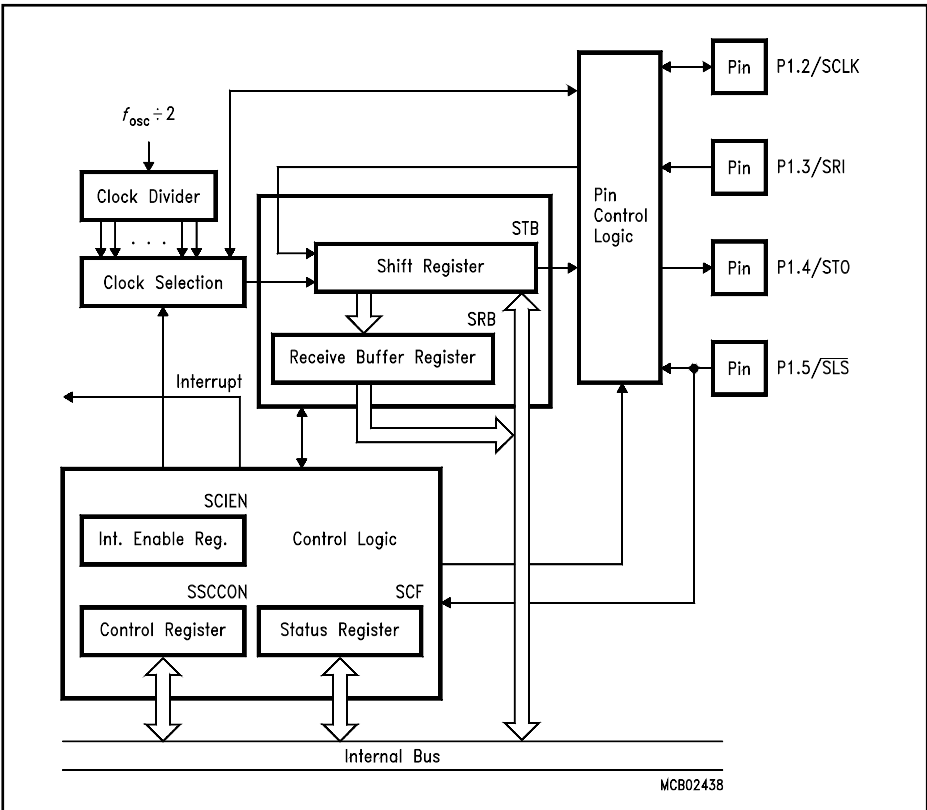 Pin P1.2/SCLK
f osc ÷ 2
Clock Divider
Pin P1.3/SRI
Pin
Control
Logic
. . .
STB
Shift Register
Clock Selection
Pin P1.4/STO
SRB
Receive Buffer Register
Pin P1.5/S̅L̅S̅
Interrupt
SCIEN
Int. Enable Reg.
Control Logic
SSCCON
SCF
Control Register
Status Register
Internal Bus
MCB02438